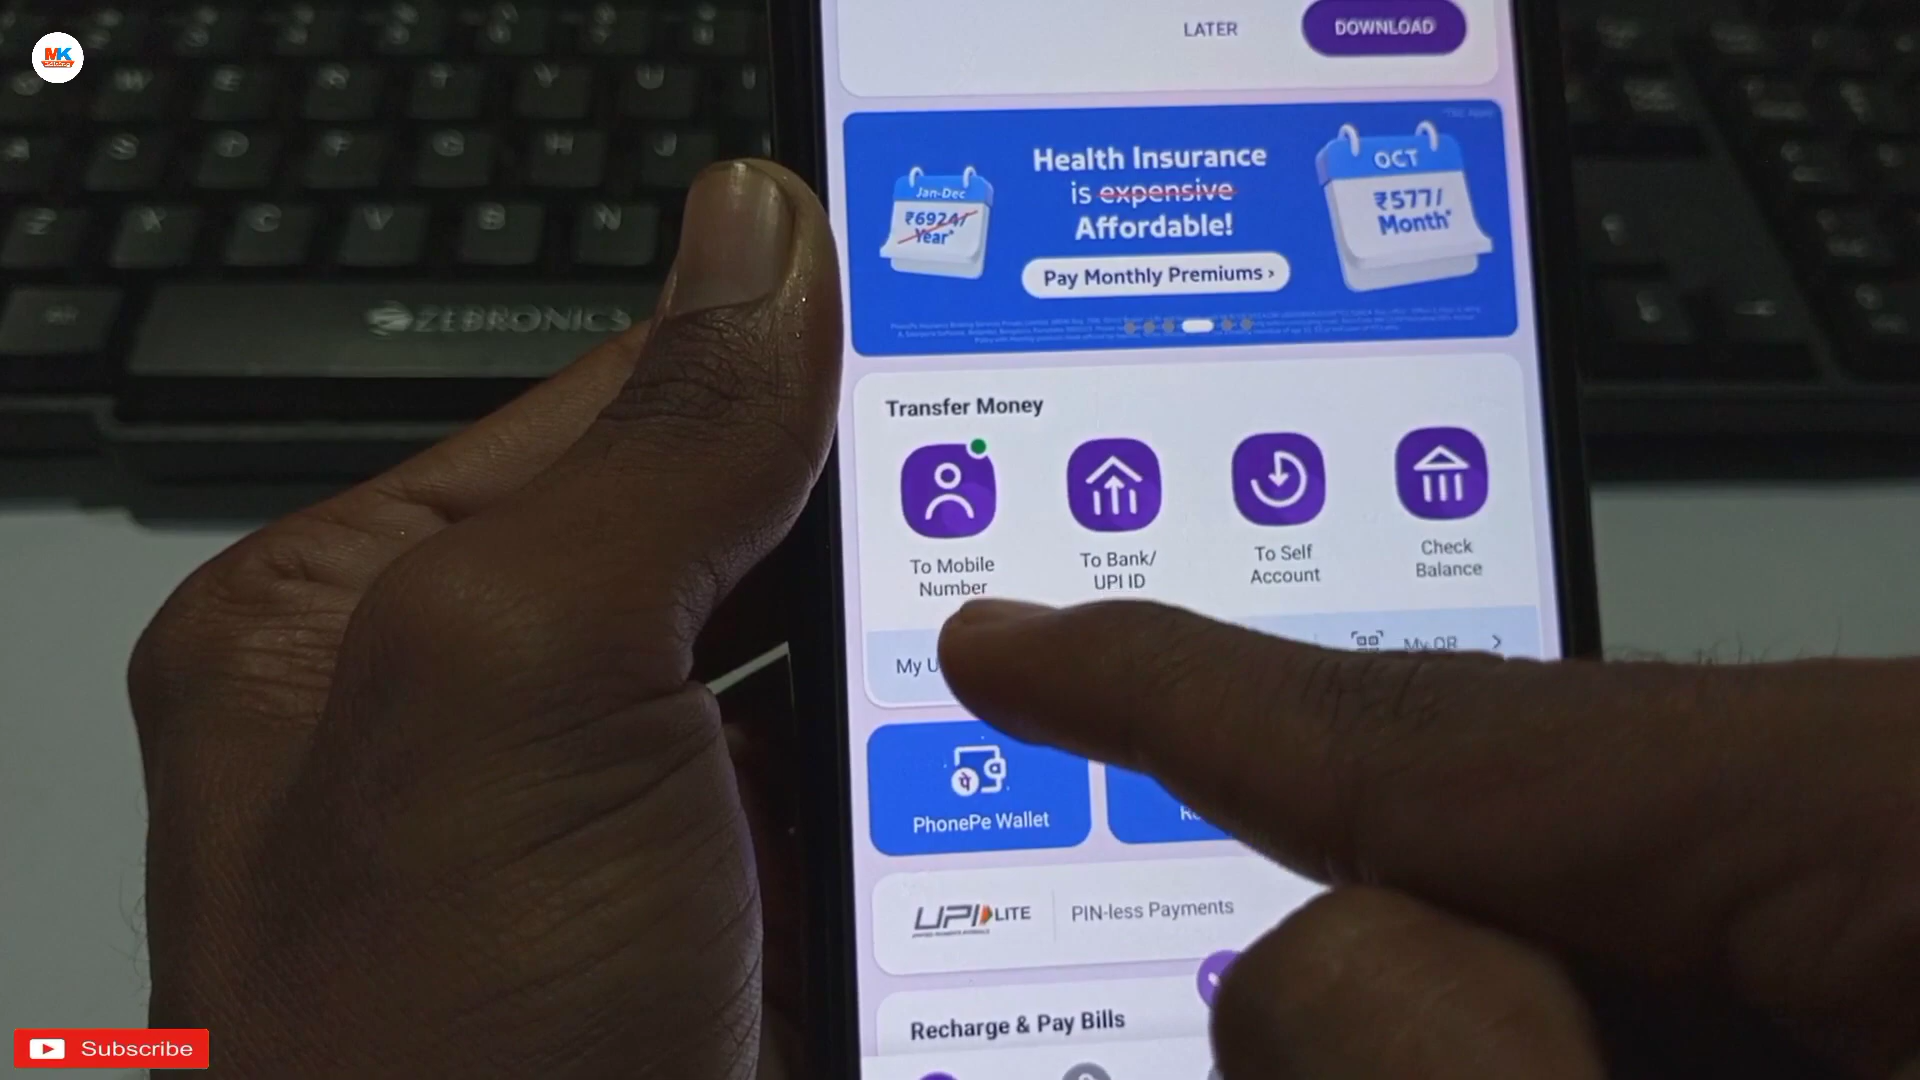 MK
LATER
DOWNLOAD
Health Insurance
is expensive
Affordable!
Pay Monthly Premiums ›
Jan-Dec
₹6924/
Year*
OCT
₹577/
Month*
ZEBRONICS
Transfer Money
To Mobile
Number
To Bank/
UPI ID
To Self
Account
Check
Balance
My U
My QR
PhonePe Wallet
UPI LITE
PIN-less Payments
Recharge & Pay Bills
Subscribe